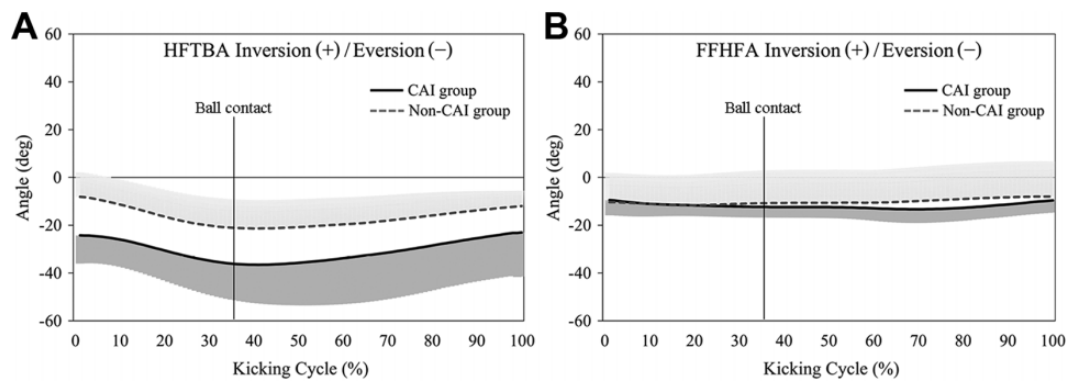 A
HFTBA Inversion (+) / Eversion (−)
CAI group
Non-CAI group
Ball contact
Angle (deg)
60
40
20
0
-20
-40
-60
0 10 20 30 40 50 60 70 80 90 100
Kicking Cycle (%)
B
FFHFA Inversion (+) / Eversion (−)
CAI group
Non-CAI group
Ball contact
Angle (deg)
60
40
20
0
-20
-40
-60
0 10 20 30 40 50 60 70 80 90 100
Kicking Cycle (%)